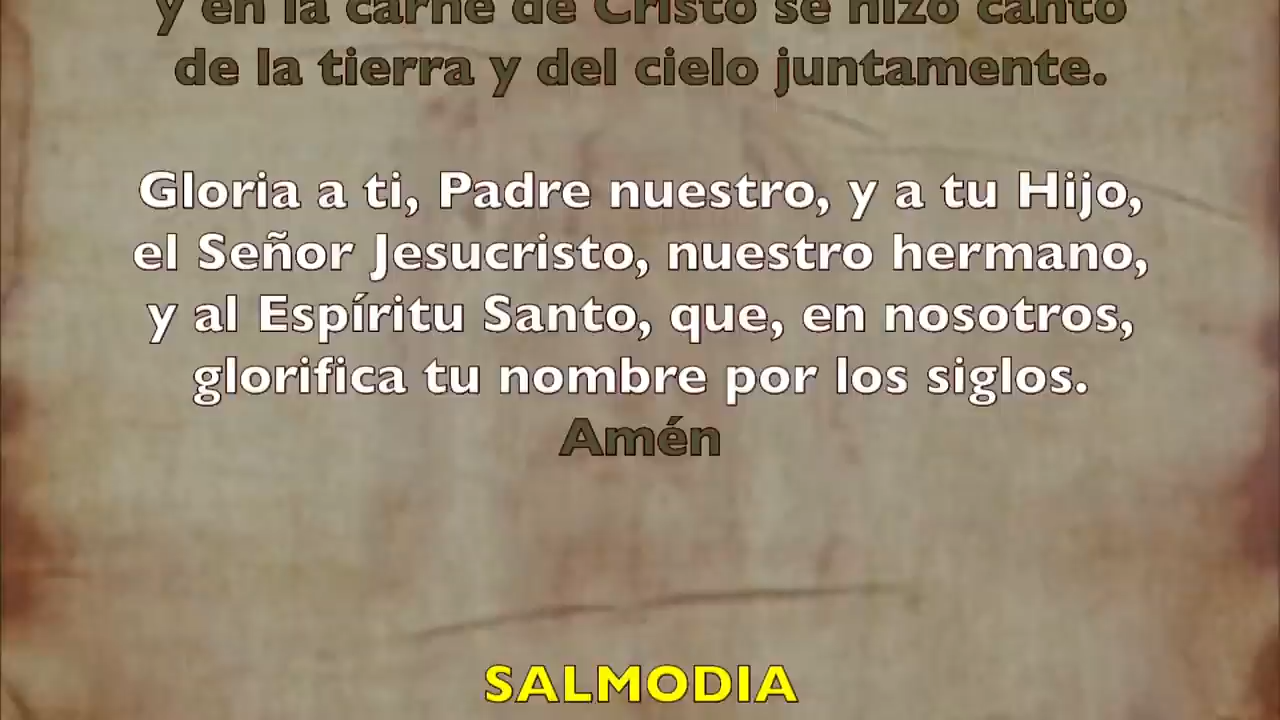 y en la carne de Cristo se hizo canto
de la tierra y del cielo juntamente.
Gloria a ti, Padre nuestro, y a tu Hijo,
el Señor Jesucristo, nuestro hermano,
y al Espíritu Santo, que, en nosotros,
glorifica tu nombre por los siglos.
Amén
SALMODIA